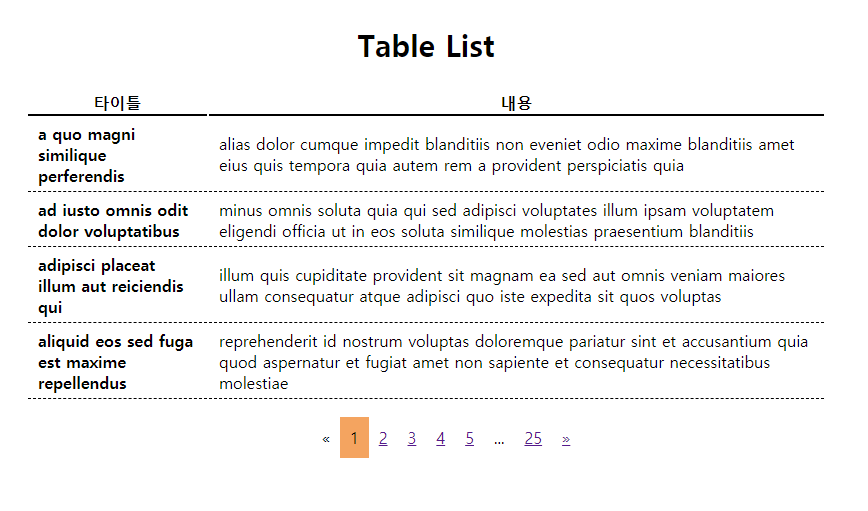 Table List
타이틀 내용
a quo magni
similique
perferendis
alias dolor cumque impedit blanditiis non eveniet odio maxime blanditiis amet
eius quis tempora quia autem rem a provident perspiciatis quia
ad iusto omnis odit
dolor voluptatibus
minus omnis soluta quia qui sed adipisci voluptates illum ipsam voluptatem
eligendi officia ut in eos soluta similique molestias praesentium blanditiis
adipisci placeat
illum aut reiciendis
qui
illum quis cupiditate provident sit magnam ea sed aut omnis veniam maiores
ullam consequatur atque adipisci quo iste expedita sit quos voluptas
aliquid eos sed fuga
est maxime
repellendus
reprehenderit id nostrum voluptas doloremque pariatur sint et accusantium quia
quod aspernatur et fugiat amet non sapiente et consequatur necessitatibus
molestiae
« 1 2 3 4 5 ... 25 »